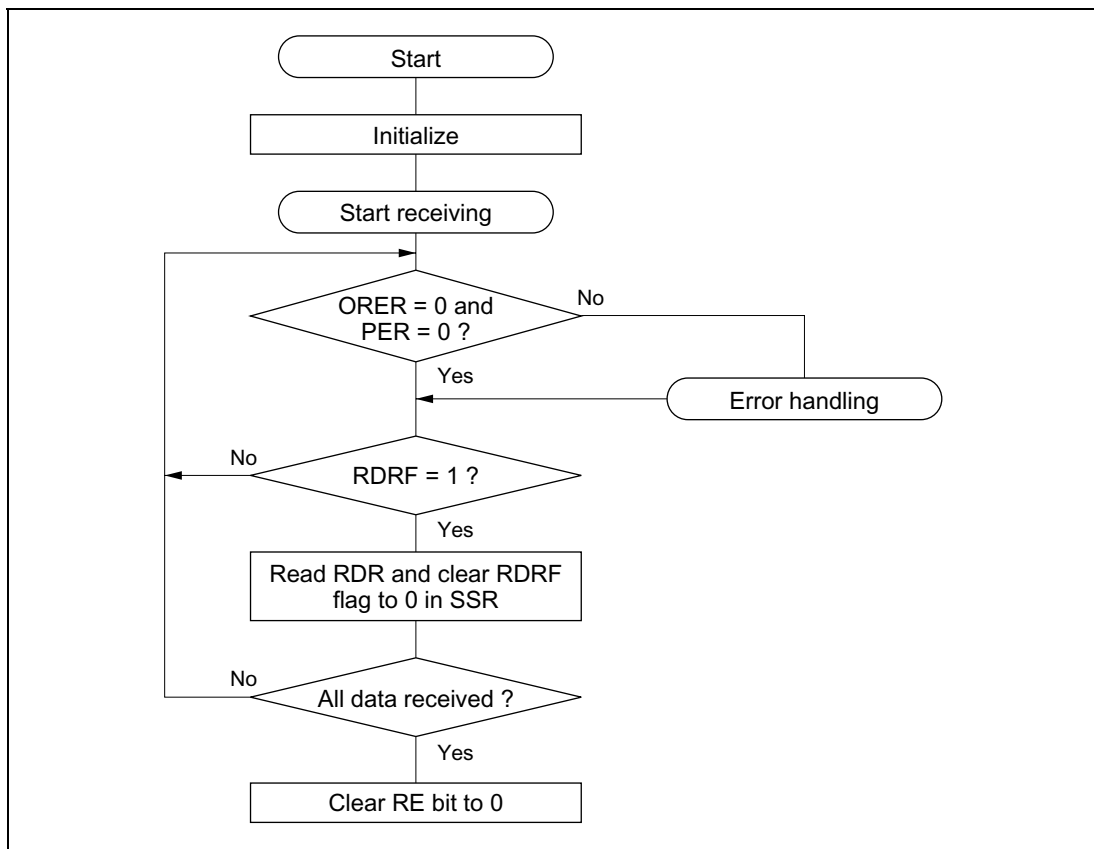 Start
Initialize
Start receiving
ORER = 0 and
PER = 0 ?
No
Yes
Error handling
No
RDRF = 1 ?
Yes
Read RDR and clear RDRF
flag to 0 in SSR
No
All data received ?
Yes
Clear RE bit to 0